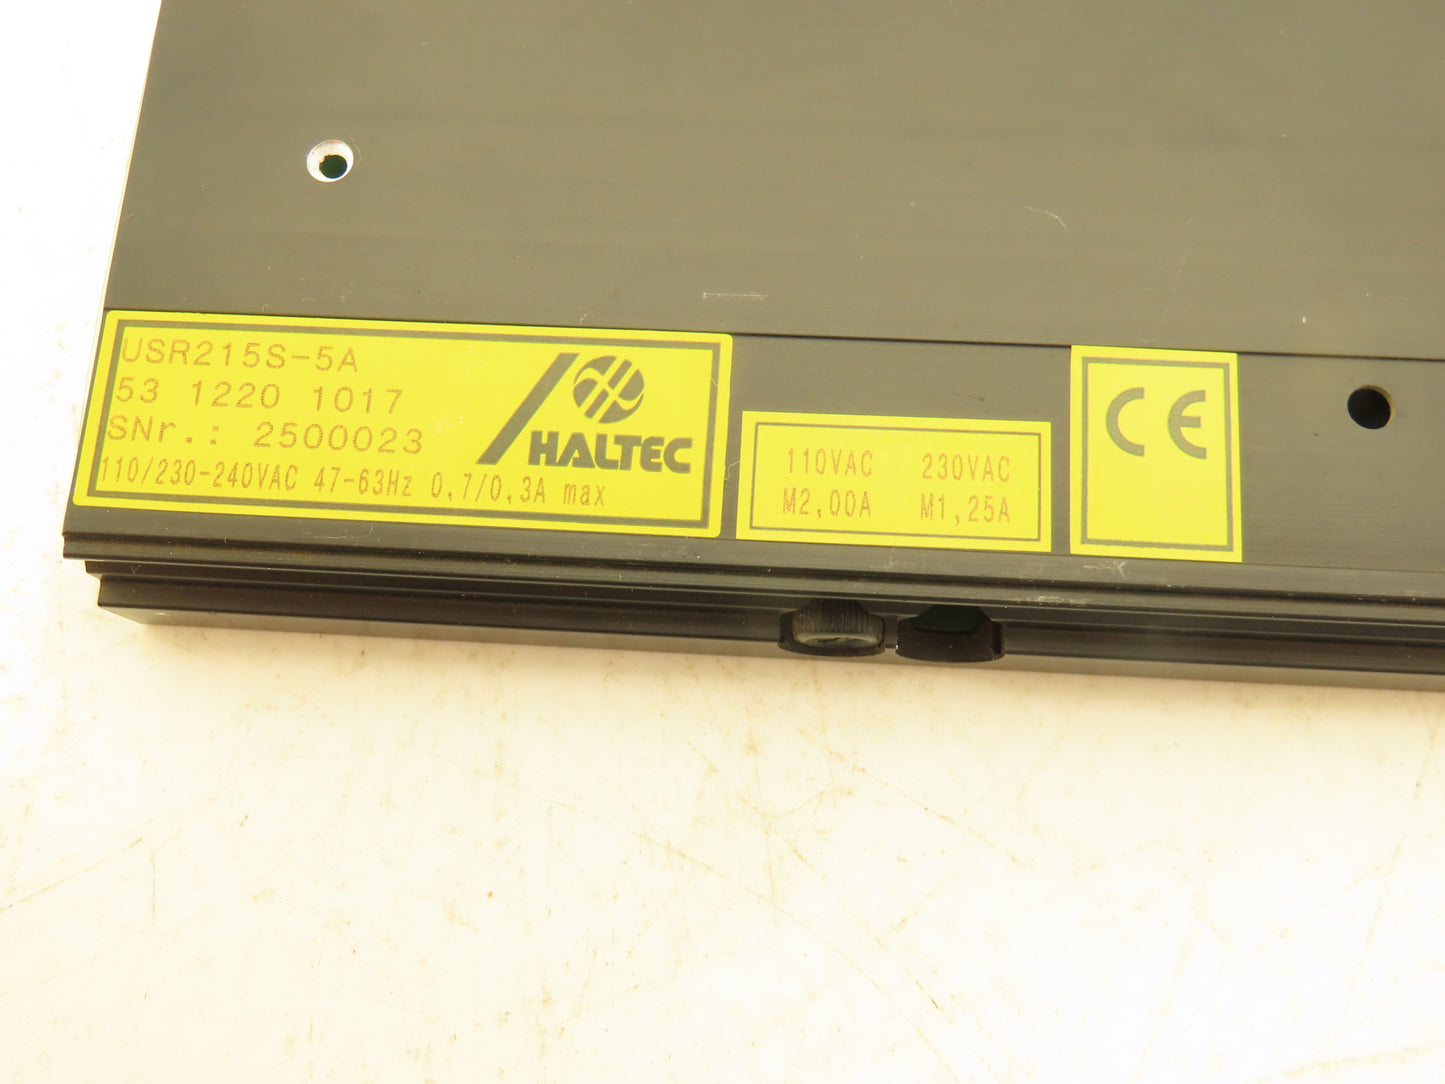 USR215S-5A
53 1220 1017
SNr.: 2500023
110/230-240VAC 47-63Hz 0,7/0,3A max
HALTEC
110VAC 230VAC
M2,00A M1,25A
CE